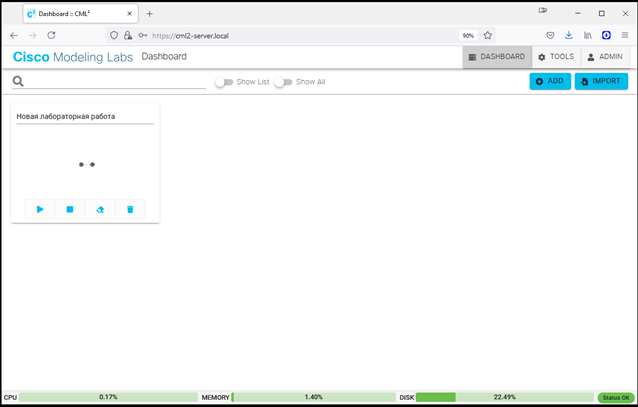 Dashboard :: CML²
https://cml2-server.local
90%
Cisco Modeling Labs Dashboard
DASHBOARD TOOLS ADMIN
Show List Show All
ADD IMPORT
Новая лабораторная работа
CPU 0.17% MEMORY 1.40% DISK 22.49% Status OK